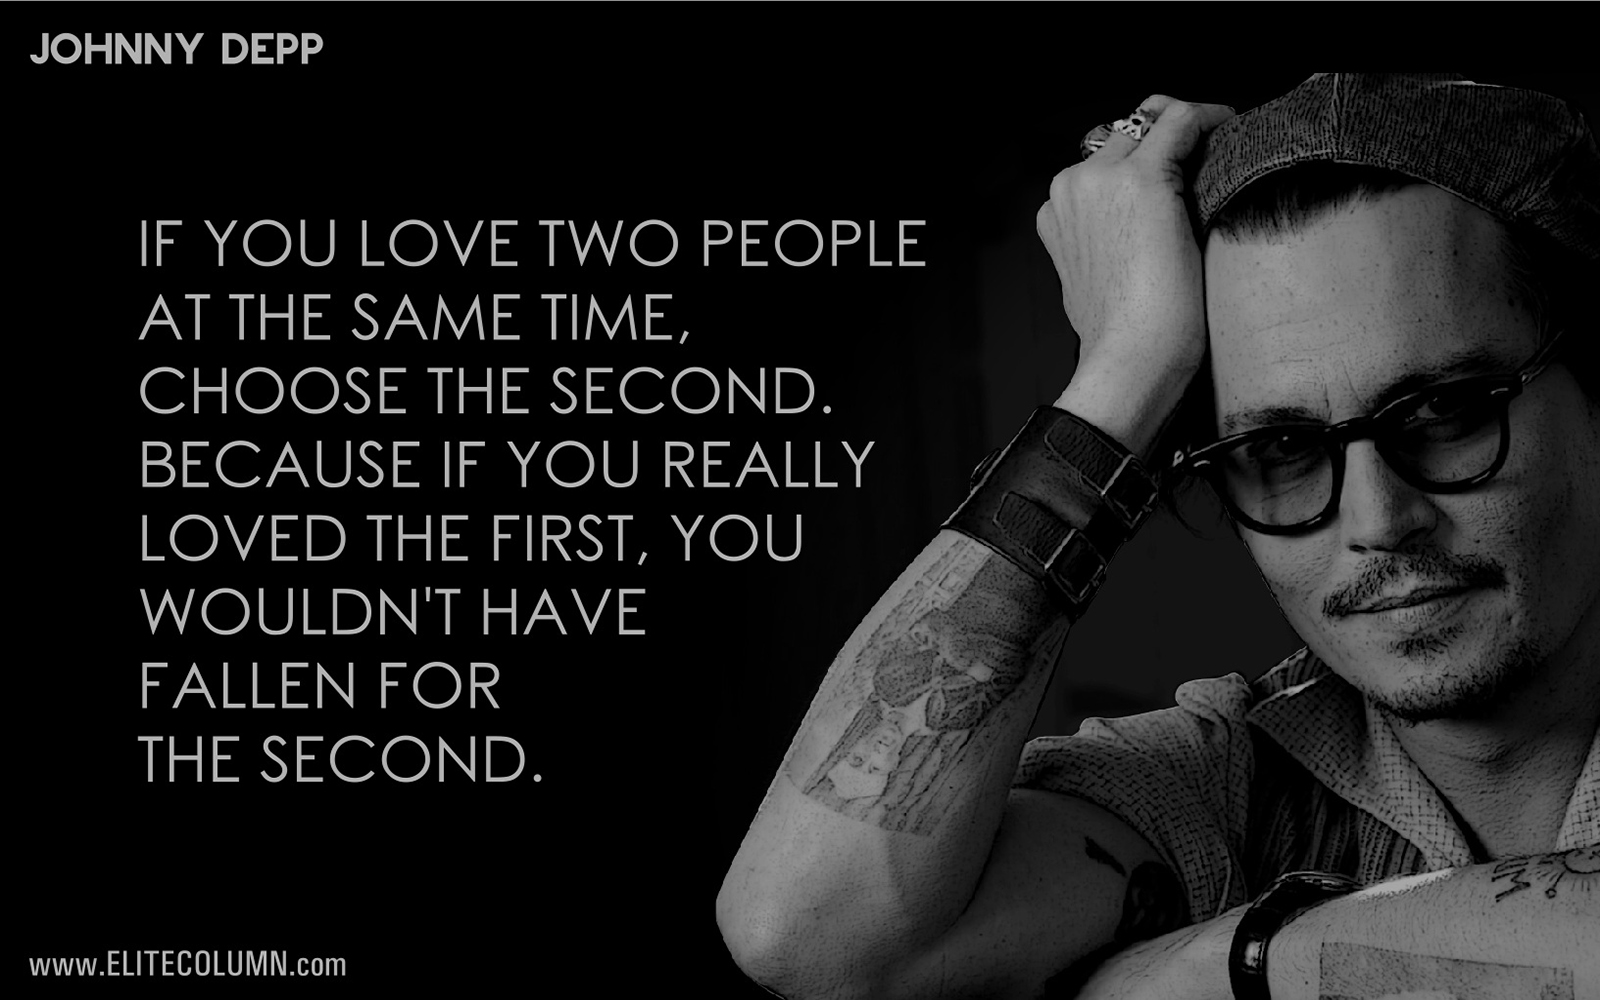 JOHNNY DEPP
IF YOU LOVE TWO PEOPLE
AT THE SAME TIME,
CHOOSE THE SECOND.
BECAUSE IF YOU REALLY
LOVED THE FIRST, YOU
WOULDN'T HAVE
FALLEN FOR
THE SECOND.
www.ELITECOLUMN.com